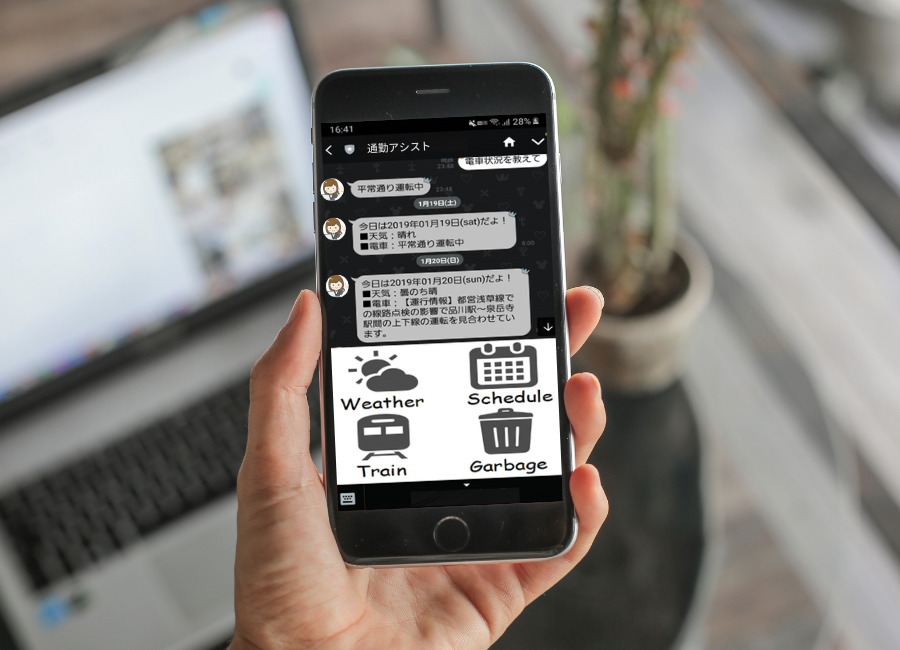 16:41
28%
通勤アシスト
電車状況を教えて
23:48
平常通り運転中
23:48
1月19日(土)
今日は2019年01月19日(sat)だよ！
■天気：晴れ
■電車：平常通り運転中
6:00
1月20日(日)
今日は2019年01月20日(sun)だよ！
■天気：曇のち晴
■電車：【運行情報】都営浅草線で
の線路点検の影響で品川駅〜泉岳寺
駅間の上下線の運転を見合わせてい
ます。
Weather
Schedule
Train
Garbage